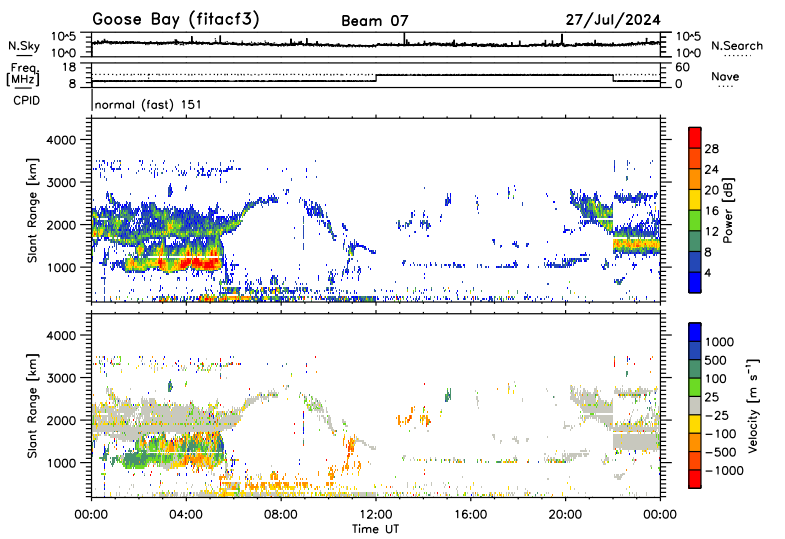 Goose Bay (fitacf3) Beam 07 27/Jul/2024
N.Sky 10^5 10^0 10^5 10^0 N.Search
Freq. [MHz] 18 8 60 0 Nave
CPID normal (fast) 151
Slant Range [km] 4000 3000 2000 1000
Power [dB] 28 24 20 16 12 8 4
Slant Range [km] 4000 3000 2000 1000
Velocity [m s⁻¹] 1000 500 100 25 −25 −100 −500 −1000
00:00 04:00 08:00 12:00 16:00 20:00 00:00
Time UT